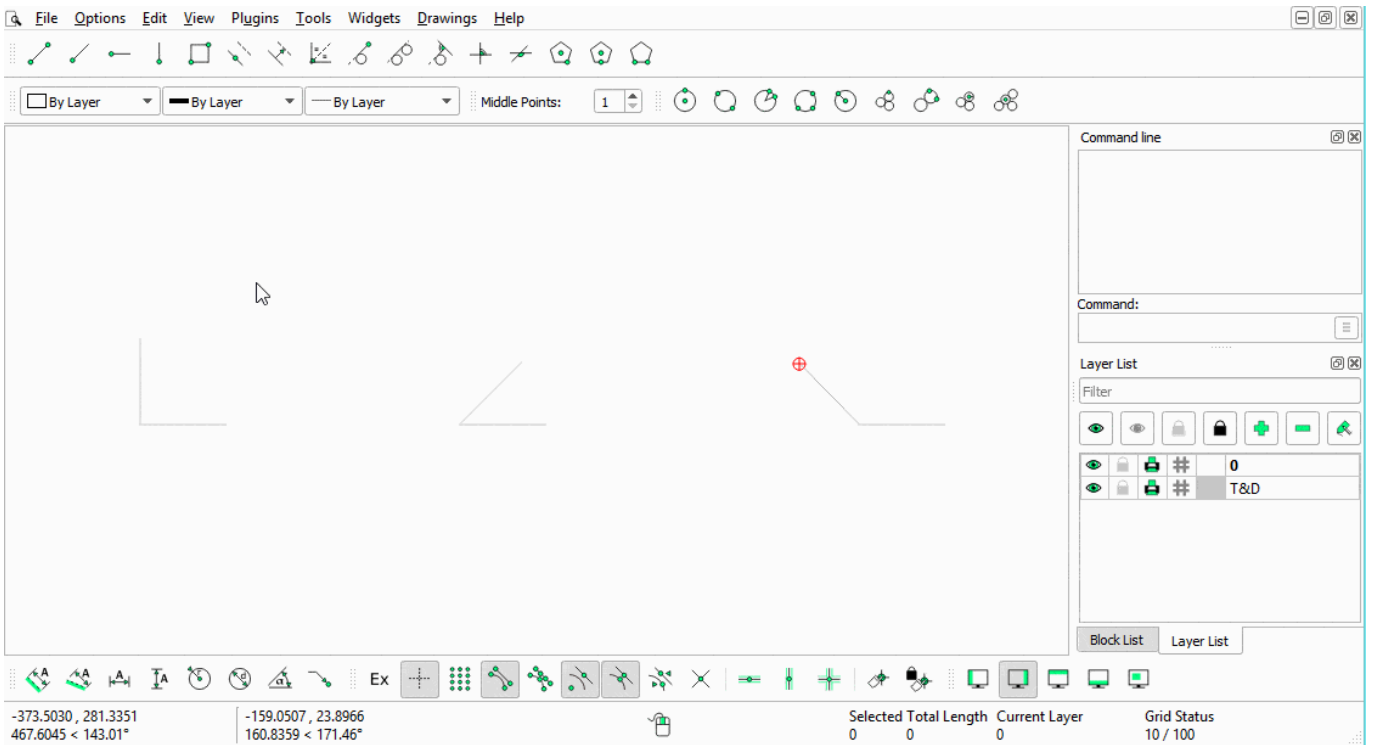 File Options Edit View Plugins Tools Widgets Drawings Help
By Layer By Layer By Layer Middle Points: 1
Command line
Command:
Layer List
Filter
0
T&D
Block List Layer List
A A A A r d α Ex
-373.5030 , 281.3351 -159.0507 , 23.8966 Selected Total Length Current Layer Grid Status
467.6045 < 143.01° 160.8359 < 171.46° 0 0 0 10 / 100